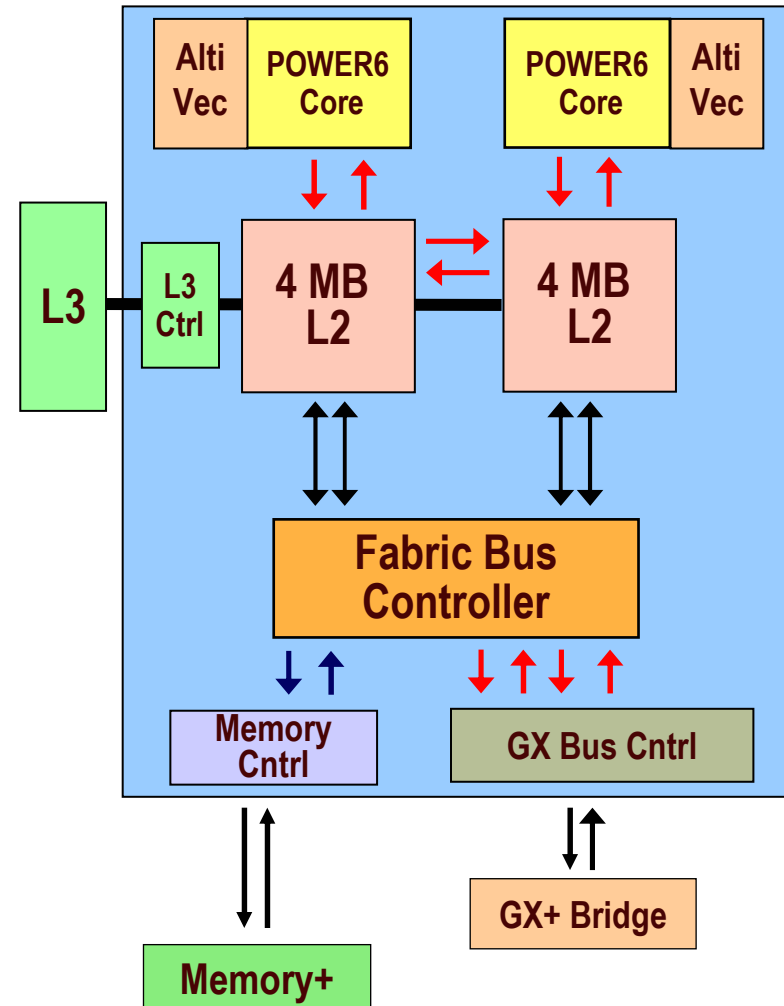 Alti
Vec
POWER6
Core
POWER6
Core
Alti
Vec
L3
L3
Ctrl
4 MB
L2
4 MB
L2
Fabric Bus
Controller
Memory
Cntrl
GX Bus Cntrl
GX+ Bridge
Memory+